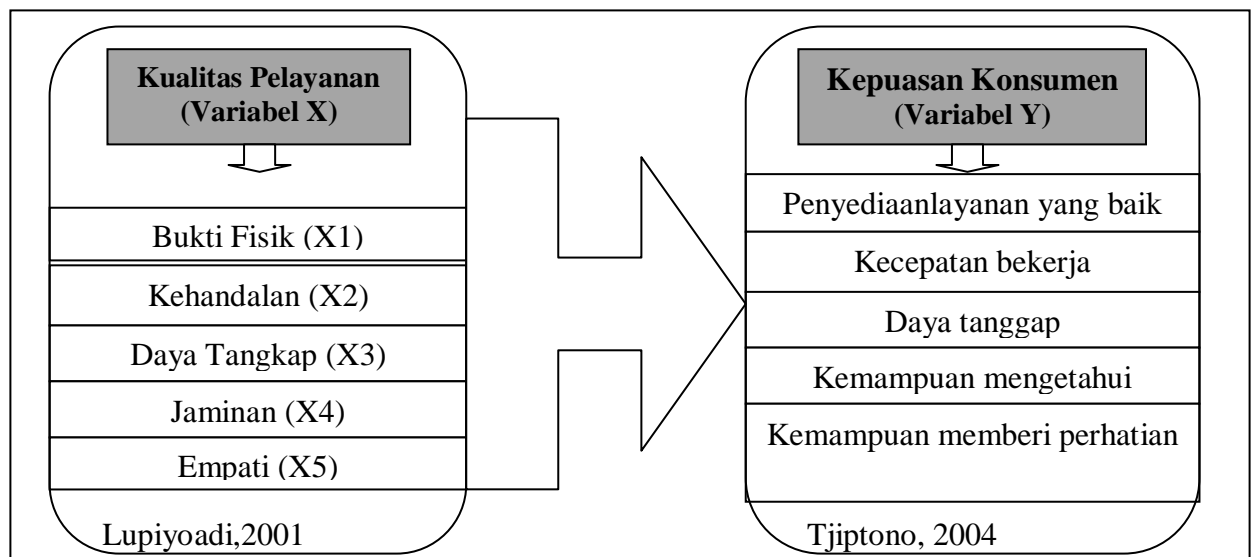 Kualitas Pelayanan
(Variabel X)
Bukti Fisik (X1)
Kehandalan (X2)
Daya Tangkap (X3)
Jaminan (X4)
Empati (X5)
Lupiyoadi,2001
Kepuasan Konsumen
(Variabel Y)
Penyediaanlayanan yang baik
Kecepatan bekerja
Daya tanggap
Kemampuan mengetahui
Kemampuan memberi perhatian
Tjiptono, 2004